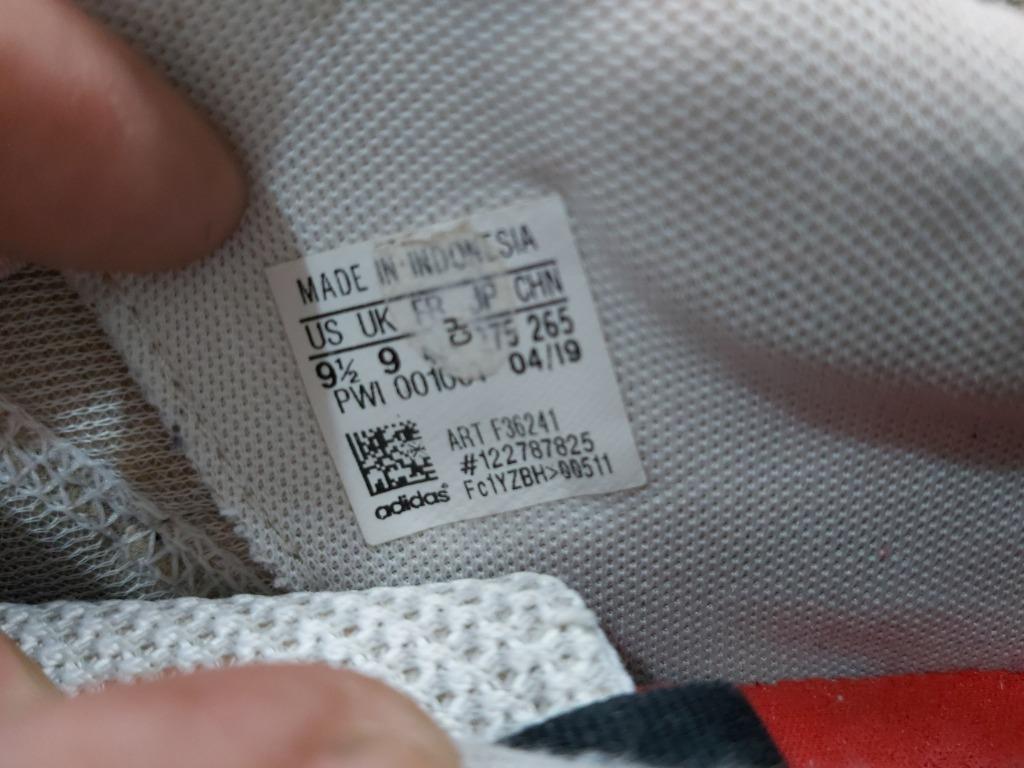 MADE IN INDONESIA
US UK FR JP CHN
9½ 9 265
PWI 04/19
ART F36241
#122787825
Fc1YZBH>00511
adidas